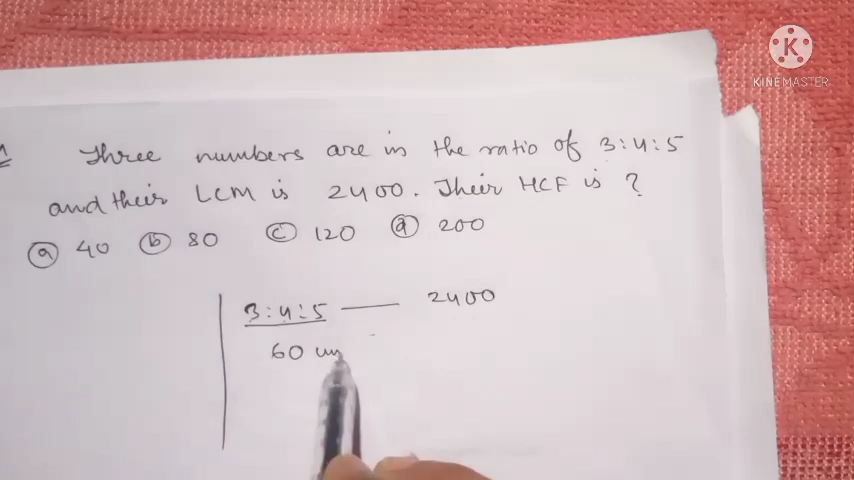 Three numbers are in the ratio of 3:4:5
and their LCM is 2400. Their HCF is ?
a 40 b 80 c 120 d 200
3:4:5 — 2400
60 un
K
KINEMASTER